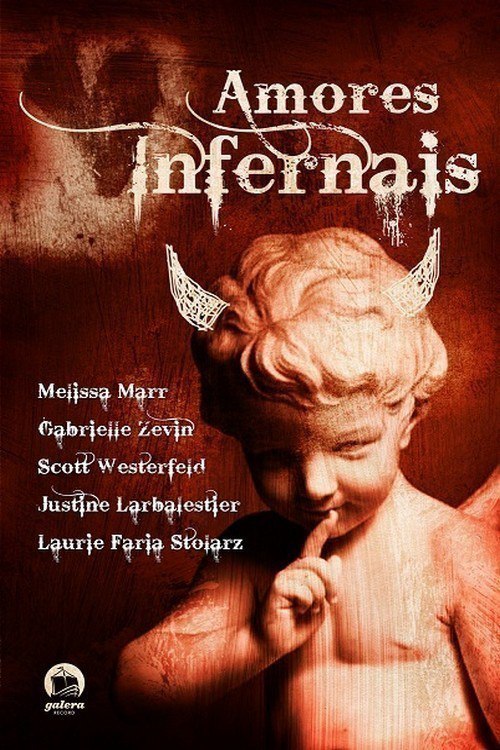 Amores
Infernais
Melissa Marr
Gabrielle Zevin
Scott Westerfeld
Justine Larbalestier
Laurie Faria Stolarz
galera
RECORD